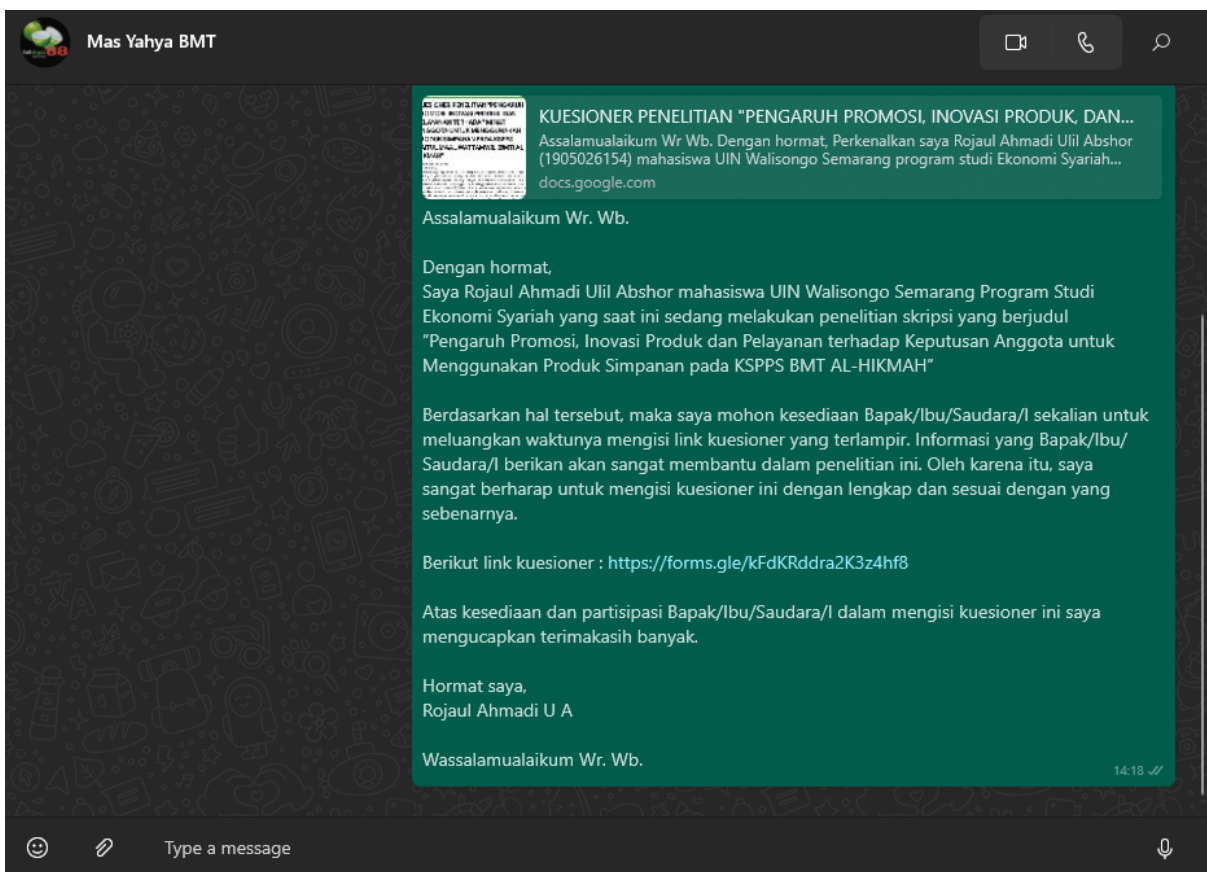 Mas Yahya BMT
KUESIONER PENELITIAN "PENGARUH PROMOSI, INOVASI PRODUK, DAN...
Assalamualaikum Wr Wb. Dengan hormat, Perkenalkan saya Rojaul Ahmadi Ulil Abshor
(1905026154) mahasiswa UIN Walisongo Semarang program studi Ekonomi Syariah...
docs.google.com
Assalamualaikum Wr. Wb.
Dengan hormat,
Saya Rojaul Ahmadi Ulil Abshor mahasiswa UIN Walisongo Semarang Program Studi
Ekonomi Syariah yang saat ini sedang melakukan penelitian skripsi yang berjudul
"Pengaruh Promosi, Inovasi Produk dan Pelayanan terhadap Keputusan Anggota untuk
Menggunakan Produk Simpanan pada KSPPS BMT AL-HIKMAH"
Berdasarkan hal tersebut, maka saya mohon kesediaan Bapak/Ibu/Saudara/I sekalian untuk
meluangkan waktunya mengisi link kuesioner yang terlampir. Informasi yang Bapak/Ibu/
Saudara/I berikan akan sangat membantu dalam penelitian ini. Oleh karena itu, saya
sangat berharap untuk mengisi kuesioner ini dengan lengkap dan sesuai dengan yang
sebenarnya.
Berikut link kuesioner : https://forms.gle/kFdKRddra2K3z4hf8
Atas kesediaan dan partisipasi Bapak/Ibu/Saudara/I dalam mengisi kuesioner ini saya
mengucapkan terimakasih banyak.
Hormat saya,
Rojaul Ahmadi U A
Wassalamualaikum Wr. Wb.
14:18
Type a message